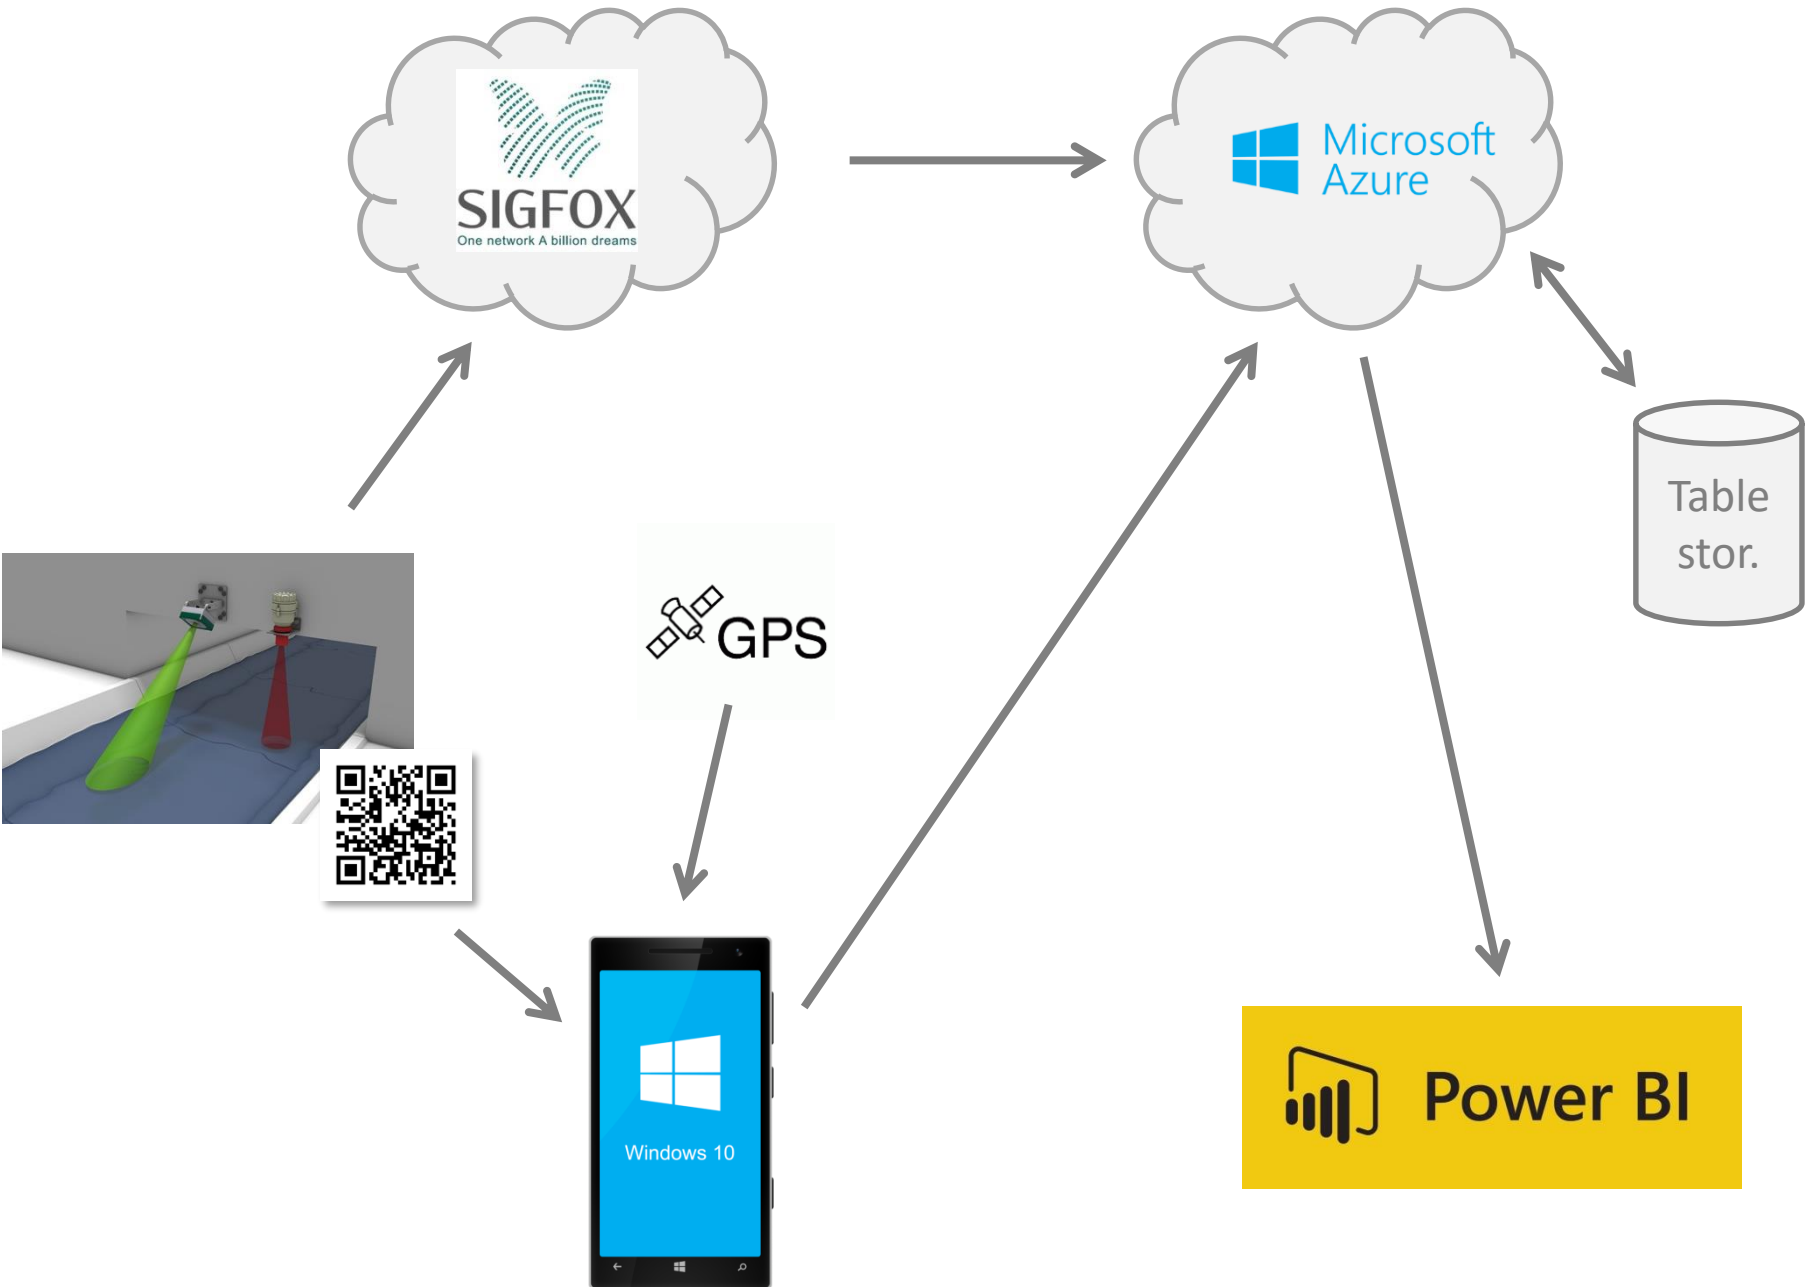 SIGFOX
One network A billion dreams
Microsoft
Azure
Table
stor.
GPS
Windows 10
Power BI